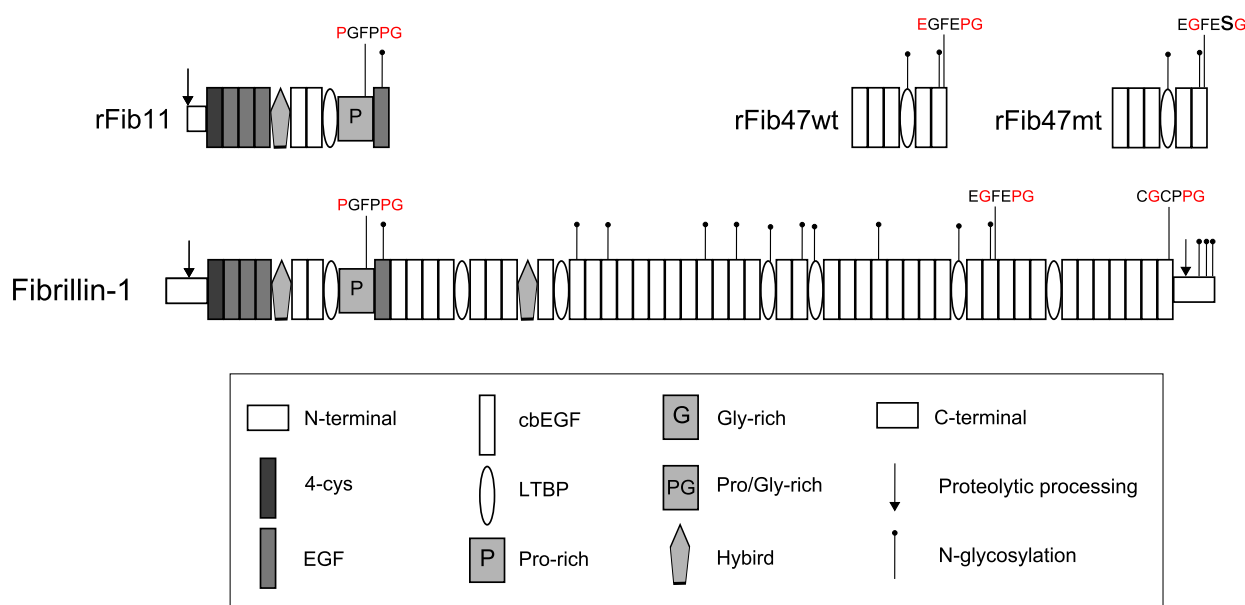 PGFPPG
EGFEPG
EGFESG
rFib11
P
rFib47wt
rFib47mt
PGFPPG
EGFEPG
CGCPPG
Fibrillin-1
P
N-terminal
cbEGF
G
Gly-rich
C-terminal
4-cys
LTBP
PG
Pro/Gly-rich
Proteolytic processing
EGF
P
Pro-rich
Hybird
N-glycosylation